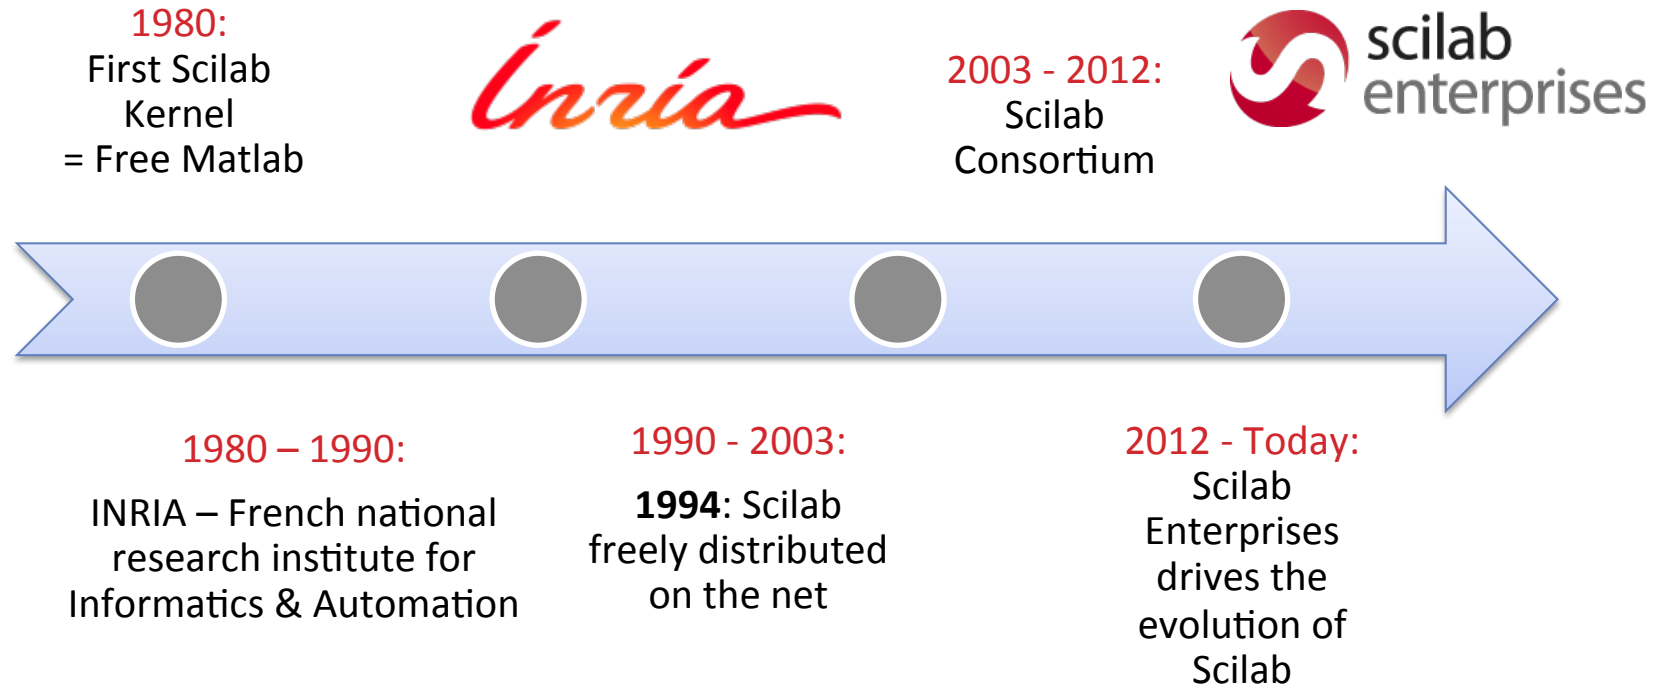 1980:
First Scilab
Kernel
= Free Matlab
Inria
2003 - 2012:
Scilab
Consortium
scilab
enterprises
1980 – 1990:
INRIA – French national
research institute for
Informatics & Automation
1990 - 2003:
1994: Scilab
freely distributed
on the net
2012 - Today:
Scilab
Enterprises
drives the
evolution of
Scilab